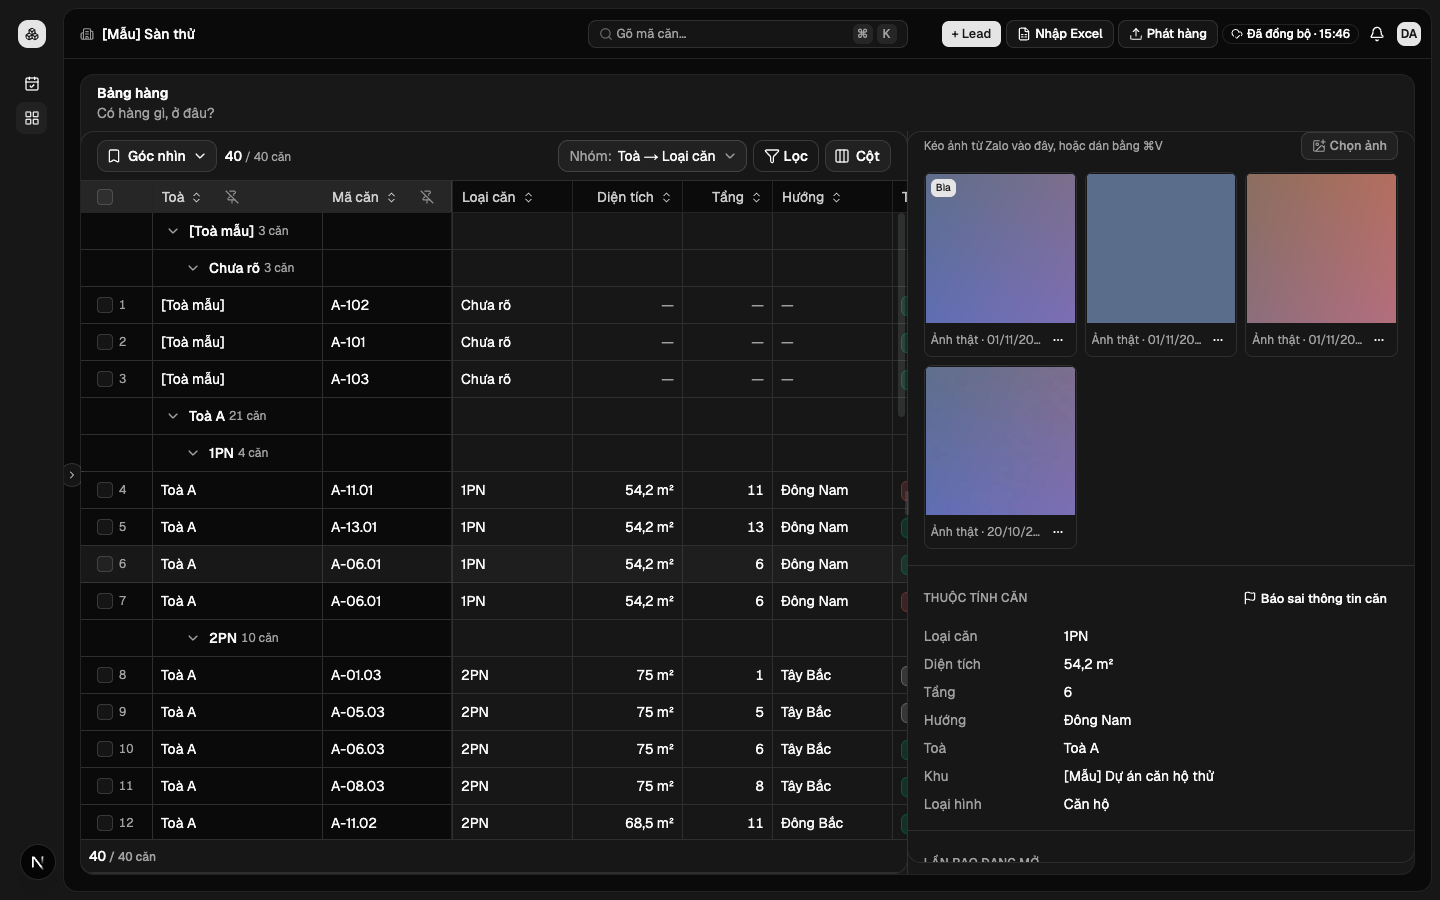 [Mẫu] Sàn thử
Gõ mã căn...
⌘ K
+ Lead
Nhập Excel
Phát hàng
Đã đồng bộ · 15:46
DA
Bảng hàng
Có hàng gì, ở đâu?
Góc nhìn
40 / 40 căn
Nhóm: Toà → Loại căn
Lọc
Cột
Kéo ảnh từ Zalo vào đây, hoặc dán bằng ⌘V
Chọn ảnh
Toà
Mã căn
Loại căn
Diện tích
Tầng
Hướng
T
[Toà mẫu] 3 căn
Chưa rõ 3 căn
1 [Toà mẫu] A-102 Chưa rõ — — —
2 [Toà mẫu] A-101 Chưa rõ — — —
3 [Toà mẫu] A-103 Chưa rõ — — —
Toà A 21 căn
1PN 4 căn
4 Toà A A-11.01 1PN 54,2 m² 11 Đông Nam
5 Toà A A-13.01 1PN 54,2 m² 13 Đông Nam
6 Toà A A-06.01 1PN 54,2 m² 6 Đông Nam
7 Toà A A-06.01 1PN 54,2 m² 6 Đông Nam
2PN 10 căn
8 Toà A A-01.03 2PN 75 m² 1 Tây Bắc
9 Toà A A-05.03 2PN 75 m² 5 Tây Bắc
10 Toà A A-06.03 2PN 75 m² 6 Tây Bắc
11 Toà A A-08.03 2PN 75 m² 8 Tây Bắc
12 Toà A A-11.02 2PN 68,5 m² 11 Đông Bắc
40 / 40 căn
Bìa
Ảnh thật · 01/11/20...
Ảnh thật · 01/11/20...
Ảnh thật · 01/11/20...
Ảnh thật · 20/10/2...
THUỘC TÍNH CĂN
Báo sai thông tin căn
Loại căn 1PN
Diện tích 54,2 m²
Tầng 6
Hướng Đông Nam
Toà Toà A
Khu [Mẫu] Dự án căn hộ thử
Loại hình Căn hộ
N